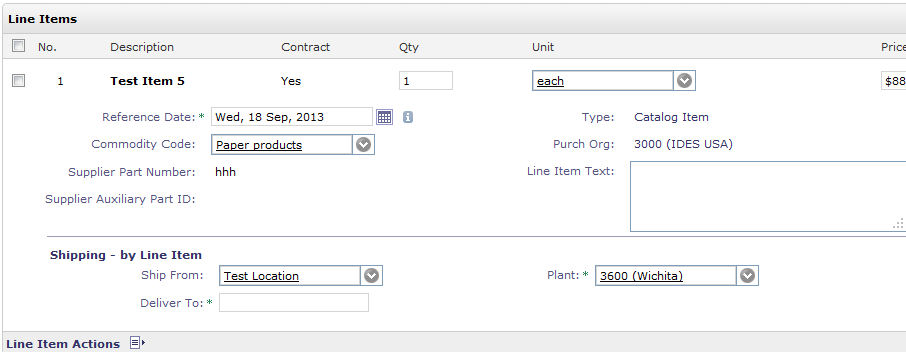 Line Items
No. Description Contract Qty Unit Price
1 Test Item 5 Yes 1 each $88
Reference Date: * Wed, 18 Sep, 2013 Type: Catalog Item
Commodity Code: Paper products Purch Org: 3000 (IDES USA)
Supplier Part Number: hhh Line Item Text:
Supplier Auxiliary Part ID:
Shipping - by Line Item
Ship From: Test Location Plant: * 3600 (Wichita)
Deliver To: *
Line Item Actions